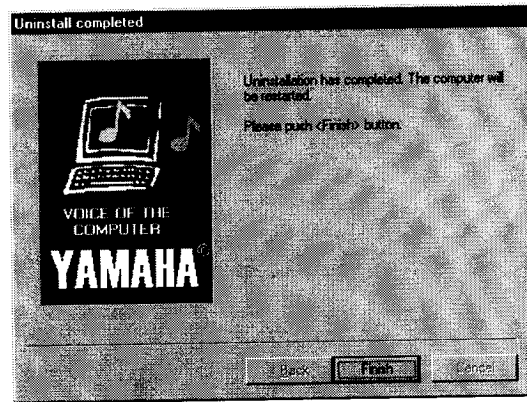 Uninstall completed
Uninstallation has completed. The computer will
be restarted.
Please push <Finish> button.
VOICE OF THE
COMPUTER
YAMAHA®
< Back
Finish
Cancel